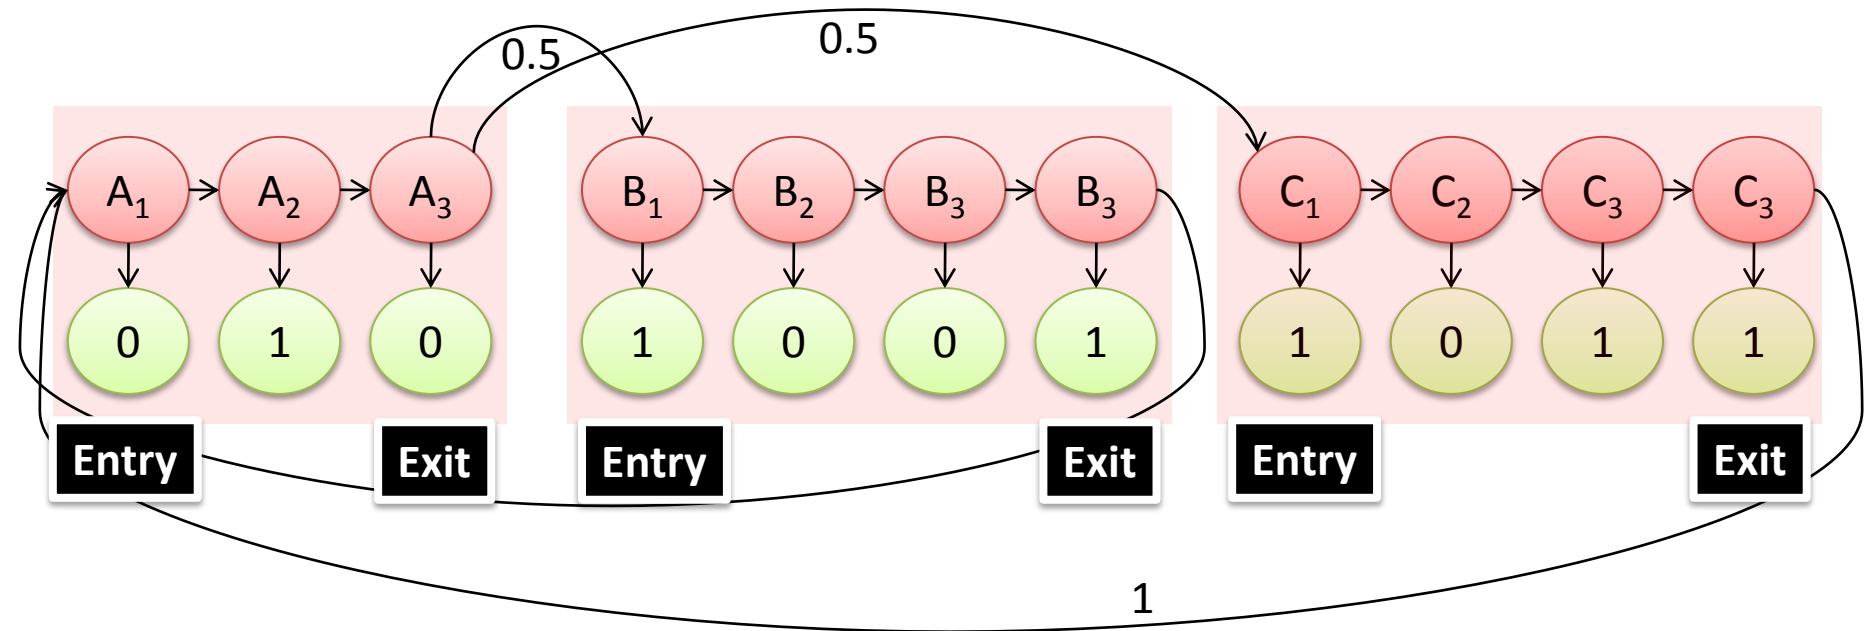 0.5 0.5
A1 A2 A3 B1 B2 B3 B3 C1 C2 C3 C3
0 1 0 1 0 0 1 1 0 1 1
Entry Exit Entry Exit Entry Exit
1